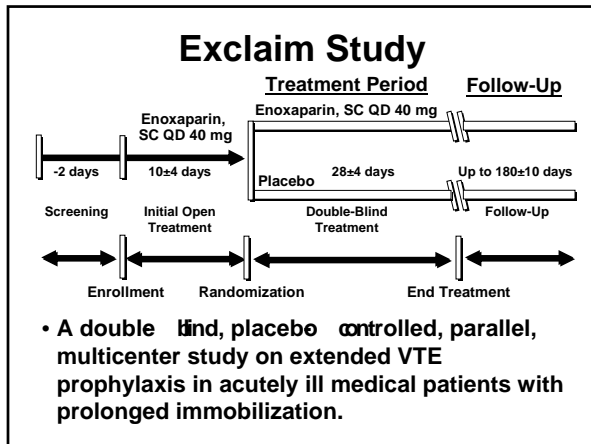 Exclaim Study
Treatment Period Follow-Up
Enoxaparin,
SC QD 40 mg
Enoxaparin, SC QD 40 mg
-2 days 10±4 days
Placebo 28±4 days Up to 180±10 days
Screening Initial Open
Treatment
Double-Blind
Treatment
Follow-Up
Enrollment Randomization End Treatment
• A double blind, placebo controlled, parallel,
multicenter study on extended VTE
prophylaxis in acutely ill medical patients with
prolonged immobilization.